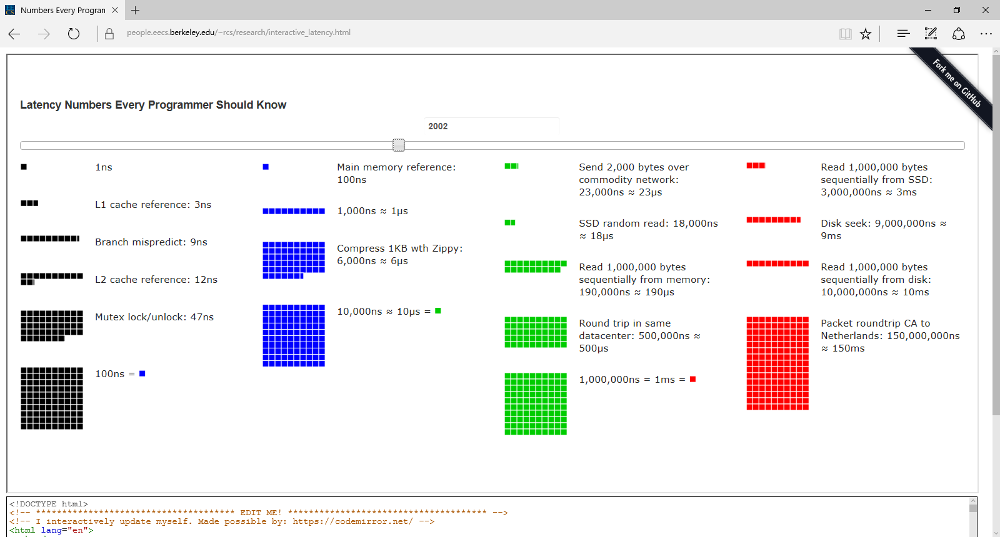 Numbers Every Progran
people.eecs.berkeley.edu/~rcs/research/interactive_latency.html
Fork me on GitHub
Latency Numbers Every Programmer Should Know
2002
1ns
L1 cache reference: 3ns
Branch mispredict: 9ns
L2 cache reference: 12ns
Mutex lock/unlock: 47ns
100ns =
Main memory reference:
100ns
1,000ns ≈ 1μs
Compress 1KB wth Zippy:
6,000ns ≈ 6μs
10,000ns ≈ 10μs =
Send 2,000 bytes over
commodity network:
23,000ns ≈ 23μs
SSD random read: 18,000ns
≈ 18μs
Read 1,000,000 bytes
sequentially from memory:
190,000ns ≈ 190μs
Round trip in same
datacenter: 500,000ns ≈
500μs
1,000,000ns = 1ms =
Read 1,000,000 bytes
sequentially from SSD:
3,000,000ns ≈ 3ms
Disk seek: 9,000,000ns ≈
9ms
Read 1,000,000 bytes
sequentially from disk:
10,000,000ns ≈ 10ms
Packet roundtrip CA to
Netherlands: 150,000,000ns
≈ 150ms
<!DOCTYPE html>
<!-- ************************************** EDIT ME! ************************************** -->
<!-- I interactively update myself. Made possible by: https://codemirror.net/ -->
<html lang="en">